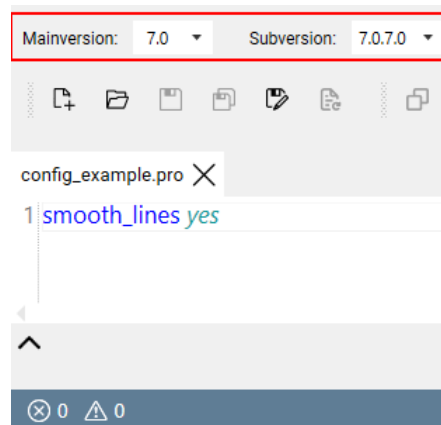 Mainversion: 7.0 Subversion: 7.0.7.0
config_example.pro
1 smooth_lines yes
0 0